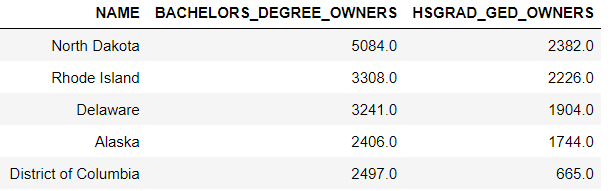 NAME BACHELORS_DEGREE_OWNERS HSGRAD_GED_OWNERS
North Dakota 5084.0 2382.0
Rhode Island 3308.0 2226.0
Delaware 3241.0 1904.0
Alaska 2406.0 1744.0
District of Columbia 2497.0 665.0